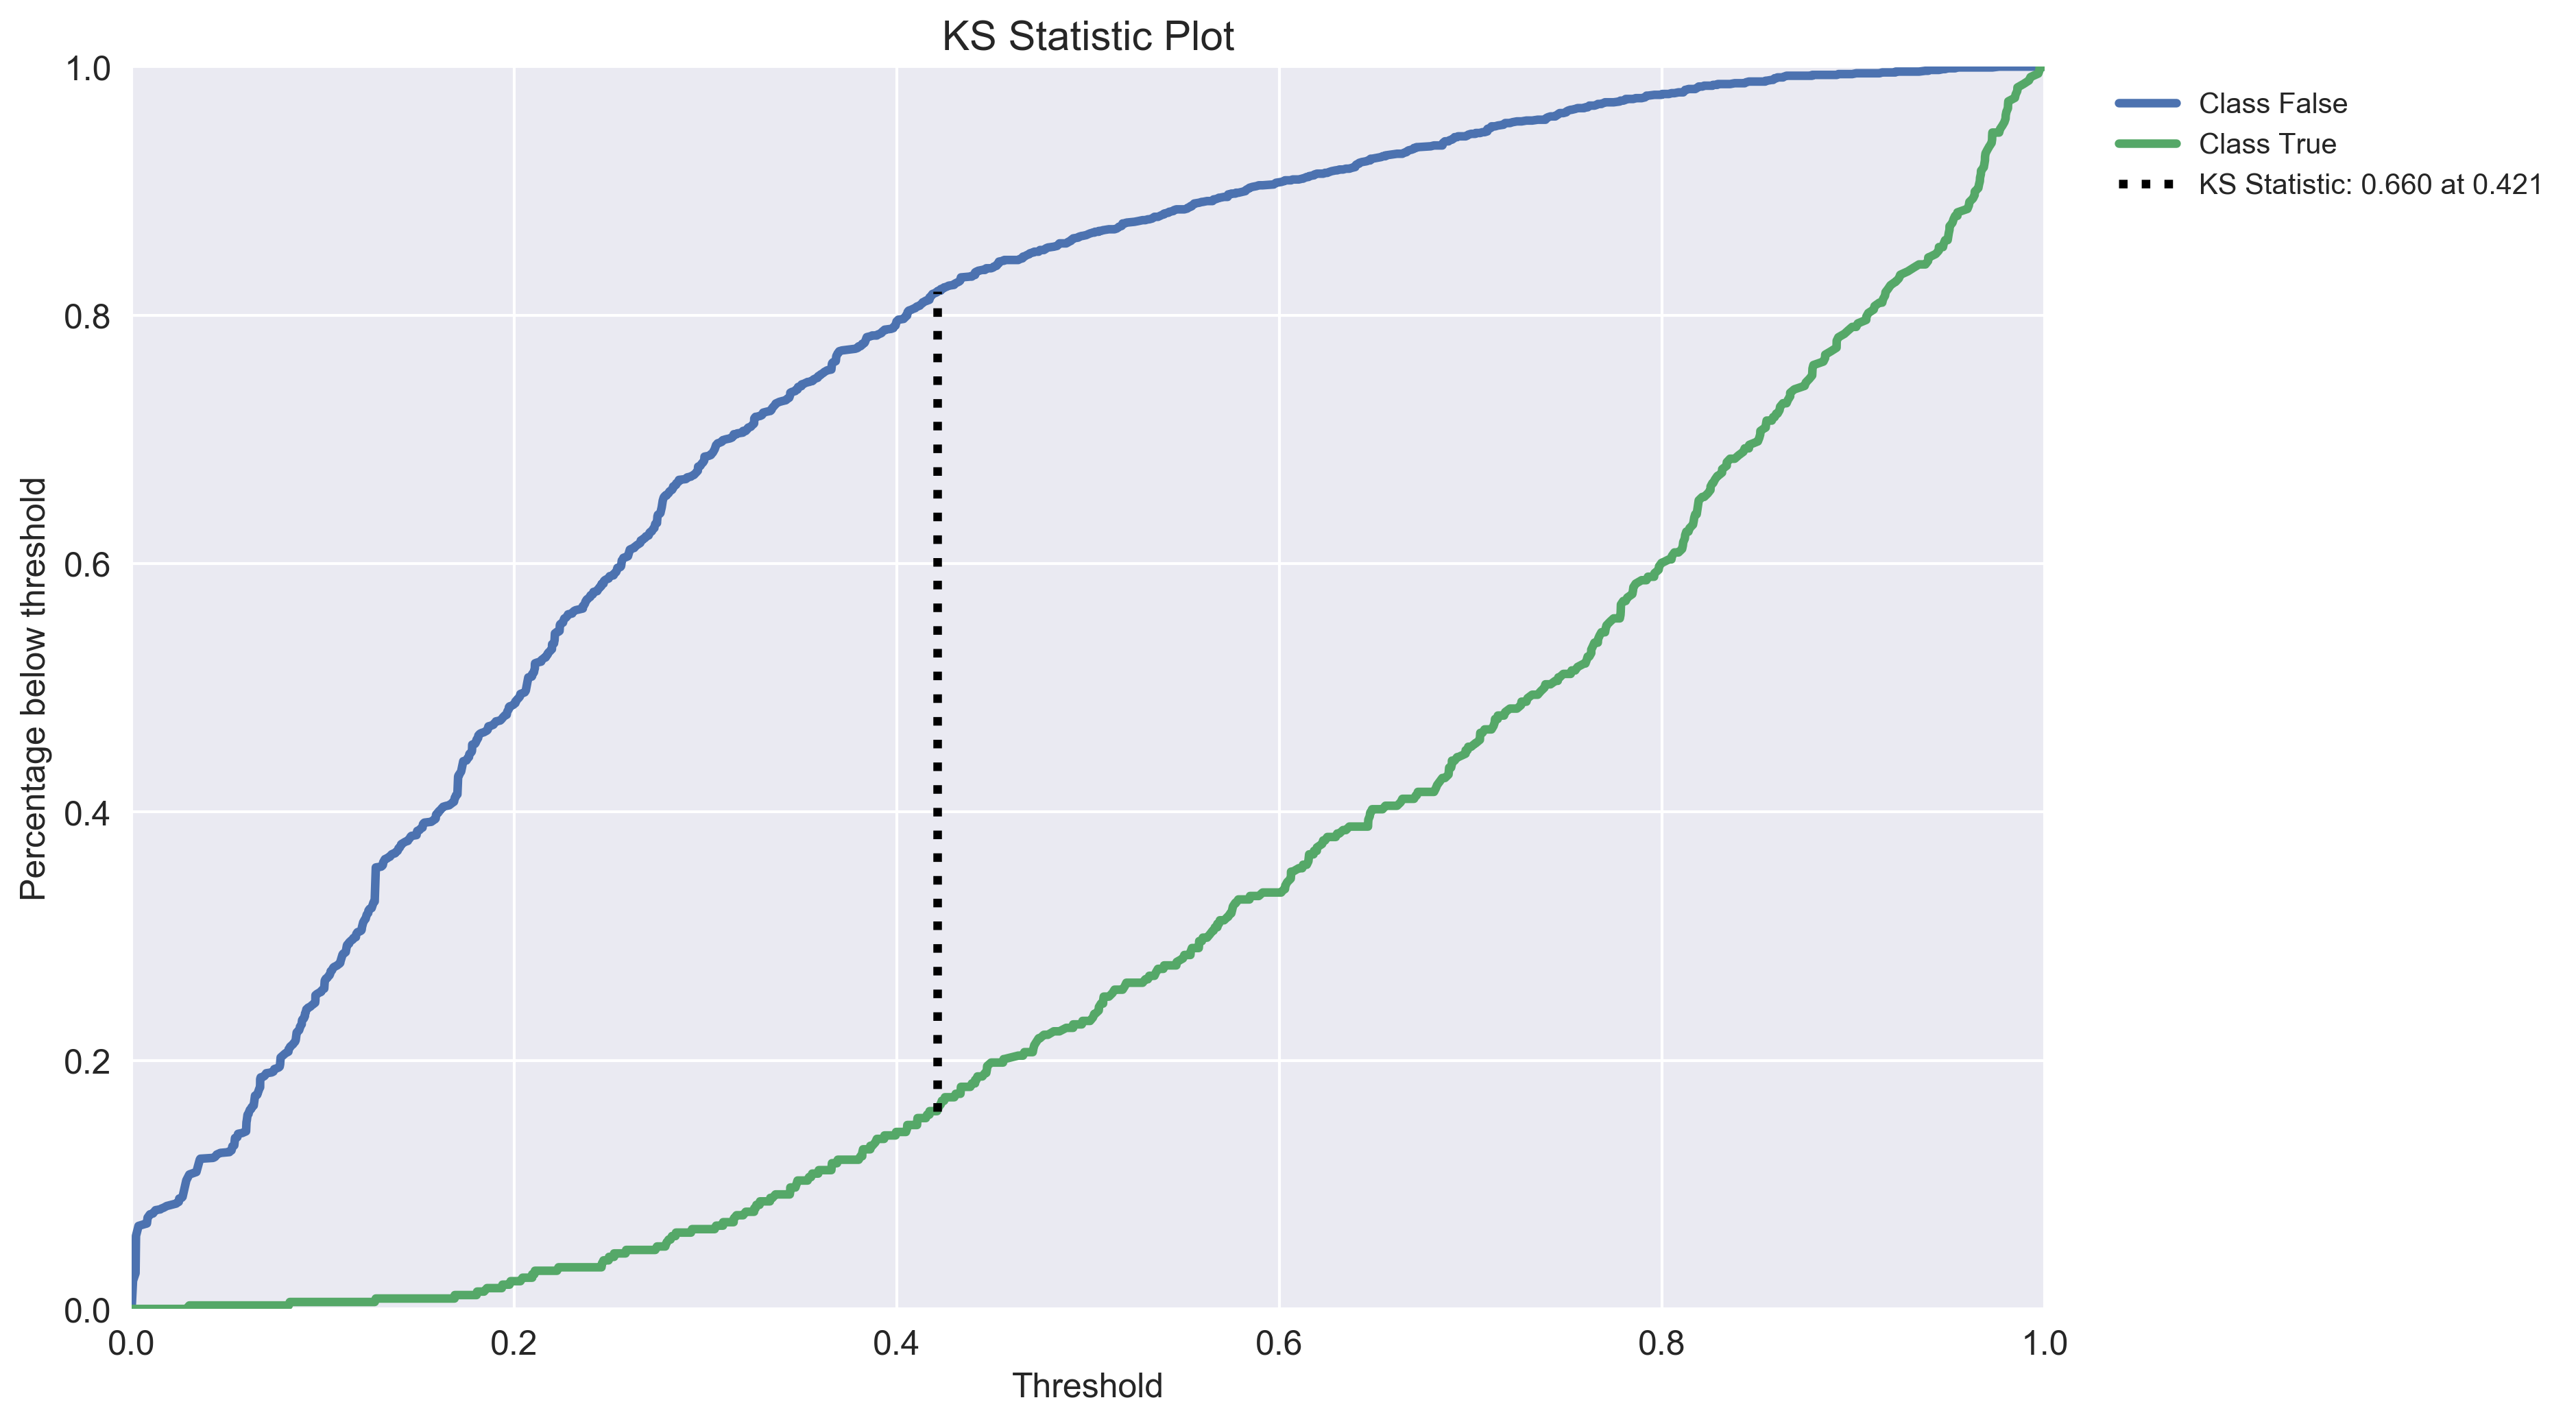 KS Statistic Plot
1.0
0.8
0.6
0.4
0.2
0.0
Percentage below threshold
0.0 0.2 0.4 0.6 0.8 1.0
Threshold
Class False
Class True
KS Statistic: 0.660 at 0.421